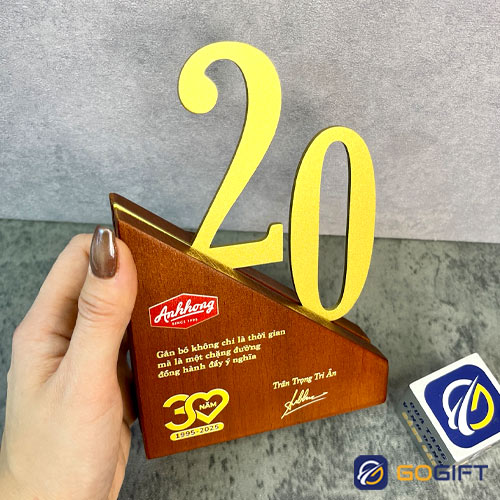 20
Anhhong
SINCE 1995
Gắn bó không chỉ là thời gian
mà là một chặng đường
đồng hành đầy ý nghĩa
Trân Trọng Tri Ân
30 NĂM
1995-2025
GOGIFT